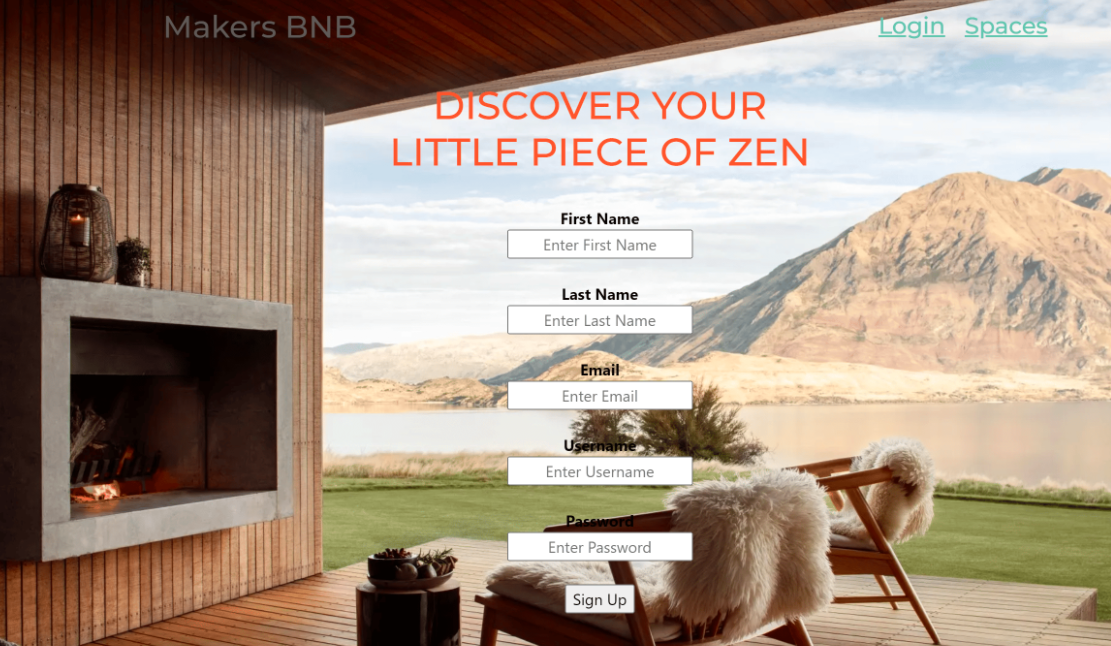 Makers BNB
Login Spaces
DISCOVER YOUR
LITTLE PIECE OF ZEN
First Name
Enter First Name
Last Name
Enter Last Name
Email
Enter Email
Username
Enter Username
Password
Enter Password
Sign Up